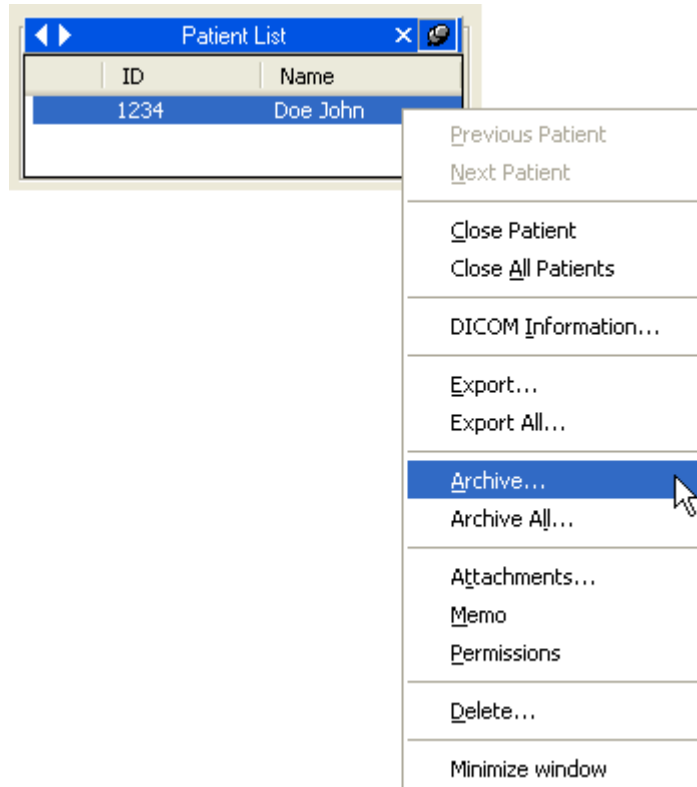 Patient List
ID Name
1234 Doe John
Previous Patient
Next Patient
Close Patient
Close All Patients
DICOM Information...
Export...
Export All...
Archive...
Archive All...
Attachments...
Memo
Permissions
Delete...
Minimize window